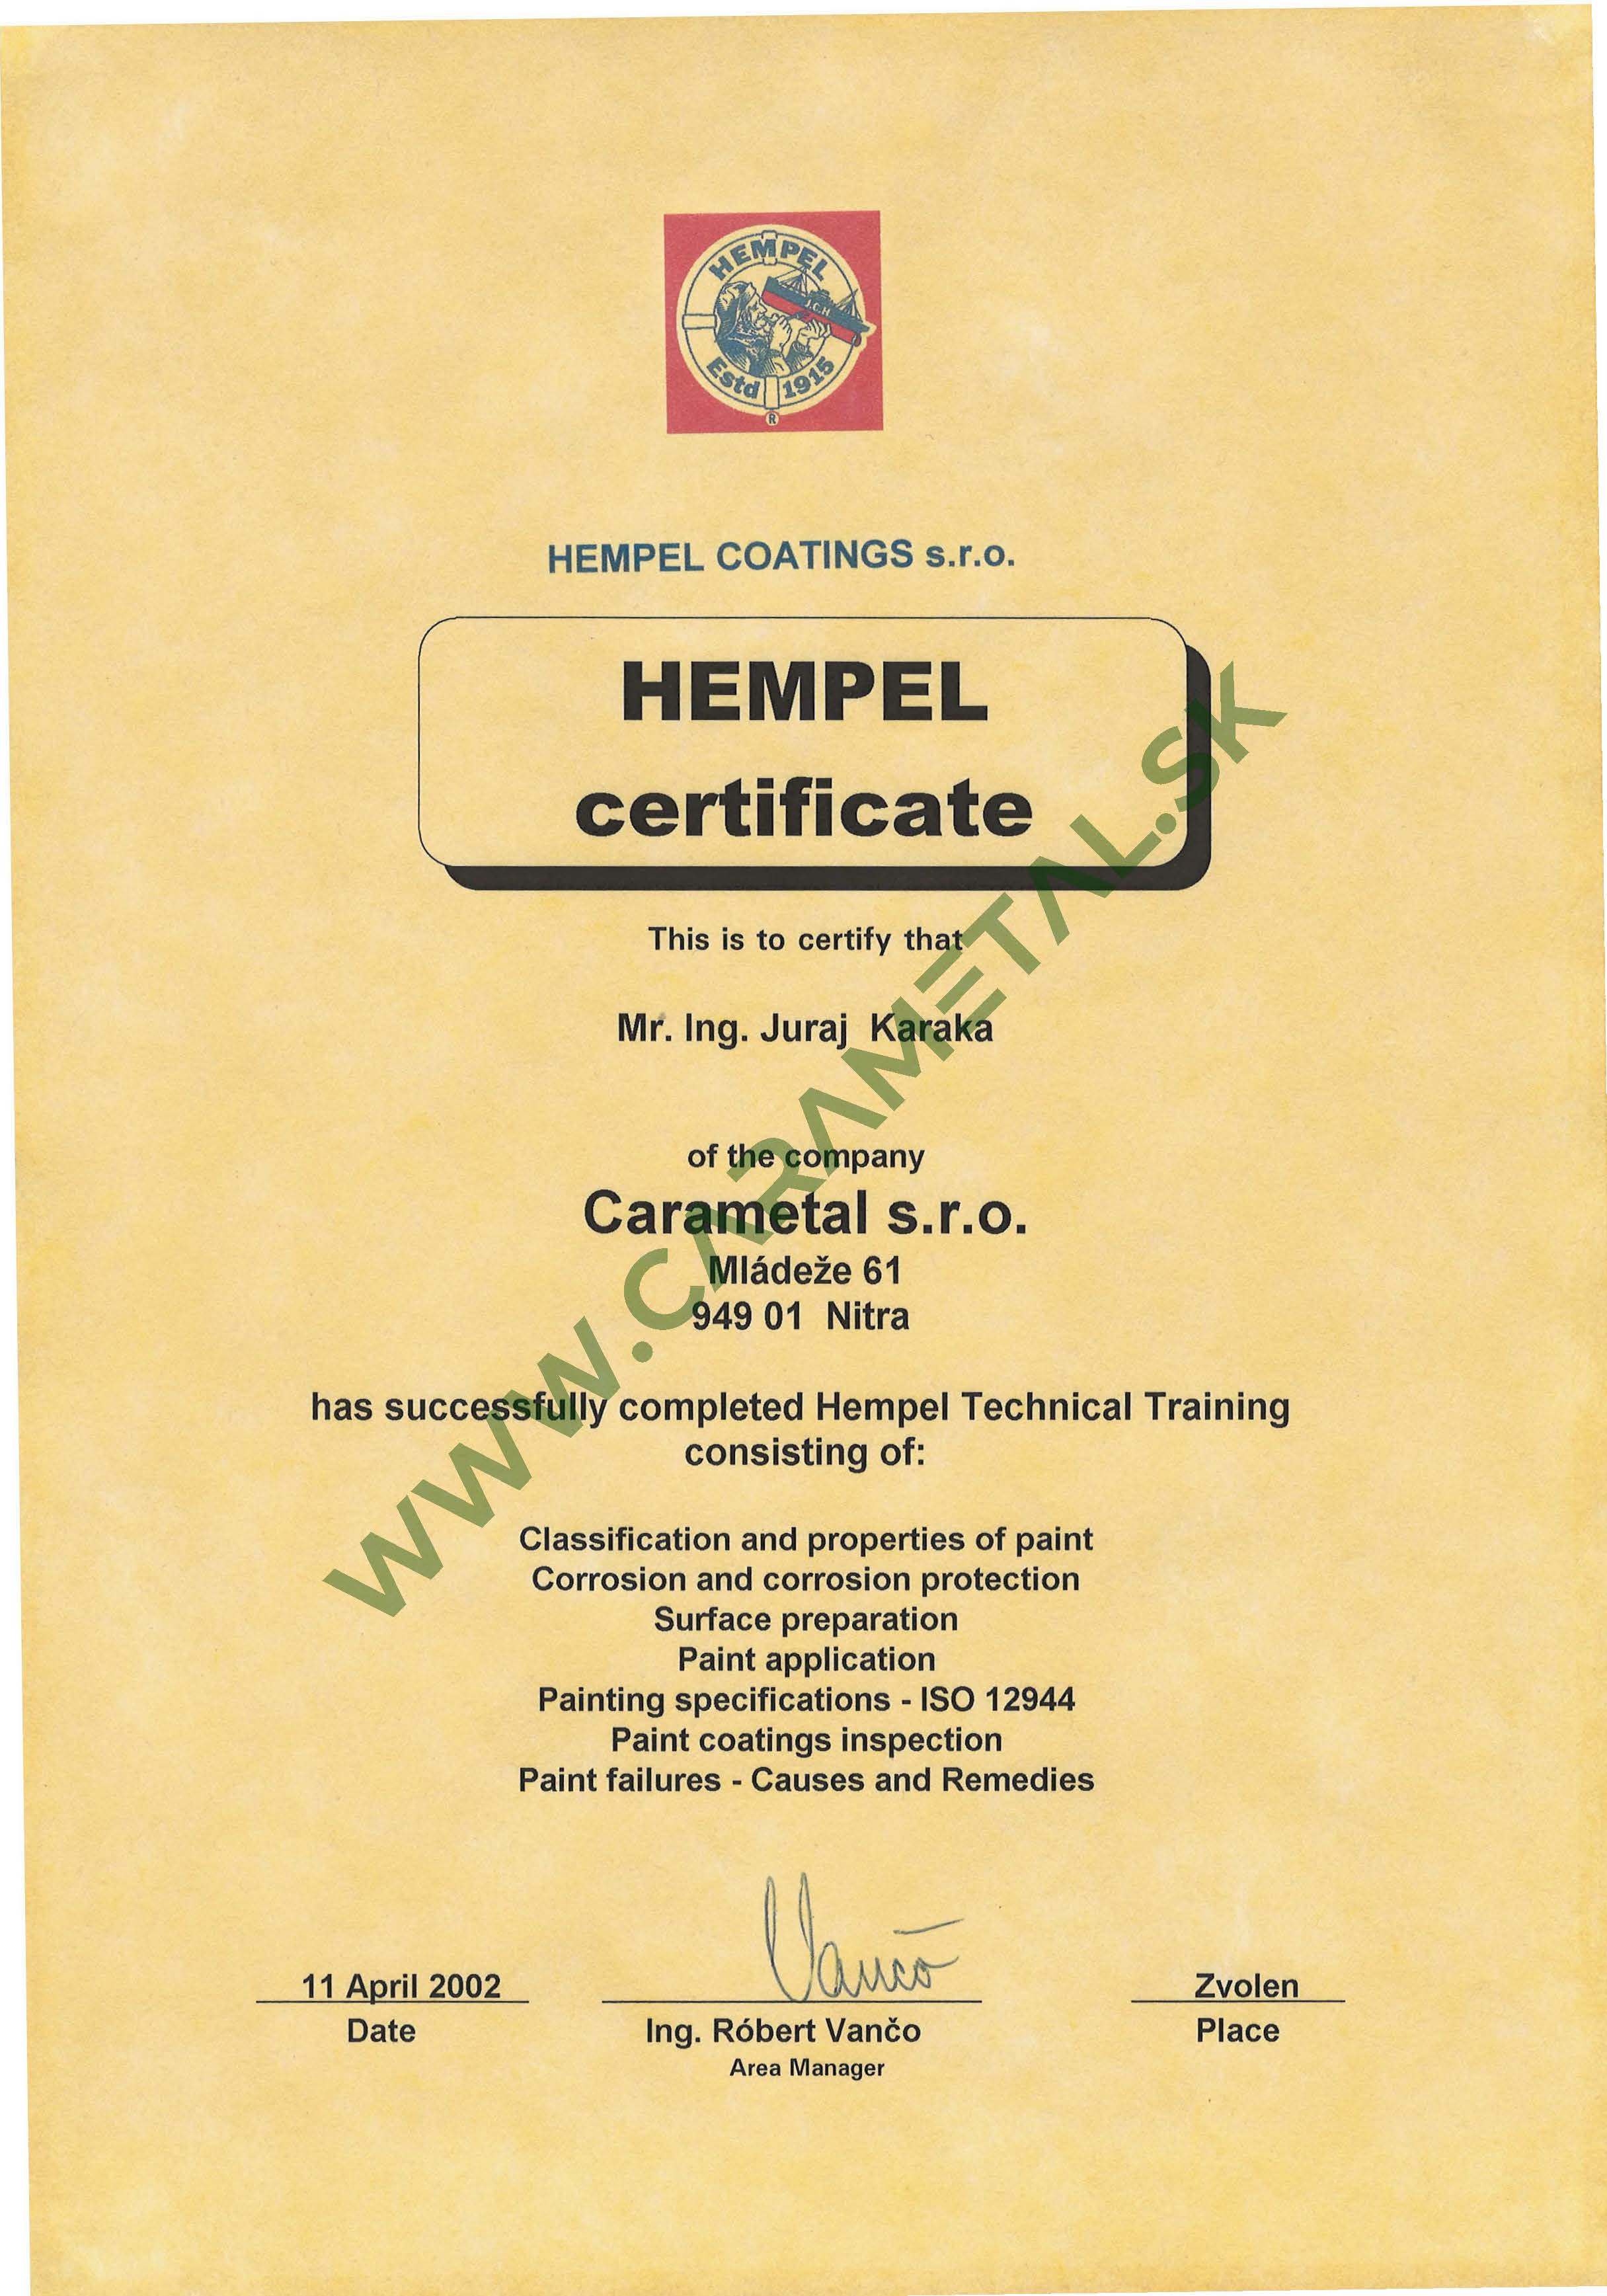 HEMPEL
J.C.H
Estd 1915
®
HEMPEL COATINGS s.r.o.
HEMPEL
certificate
This is to certify that
Mr. Ing. Juraj Karaka
of the company
Carametal s.r.o.
Mládeže 61
949 01 Nitra
has successfully completed Hempel Technical Training
consisting of:
Classification and properties of paint
Corrosion and corrosion protection
Surface preparation
Paint application
Painting specifications - ISO 12944
Paint coatings inspection
Paint failures - Causes and Remedies
Vančo
11 April 2002
Zvolen
Date
Ing. Róbert Vančo
Place
Area Manager
WWW.CARAMETAL.SK